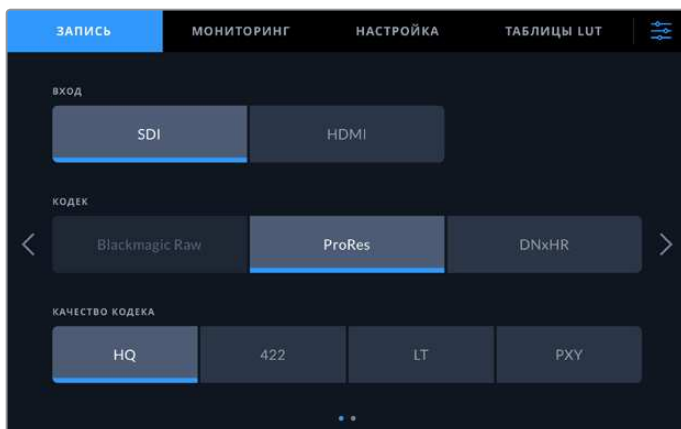 ЗАПИСЬ МОНИТОРИНГ НАСТРОЙКА ТАБЛИЦЫ LUT
ВХОД
SDI HDMI
КОДЕК
Blackmagic Raw ProRes DNxHR
КАЧЕСТВО КОДЕКА
HQ 422 LT PXY